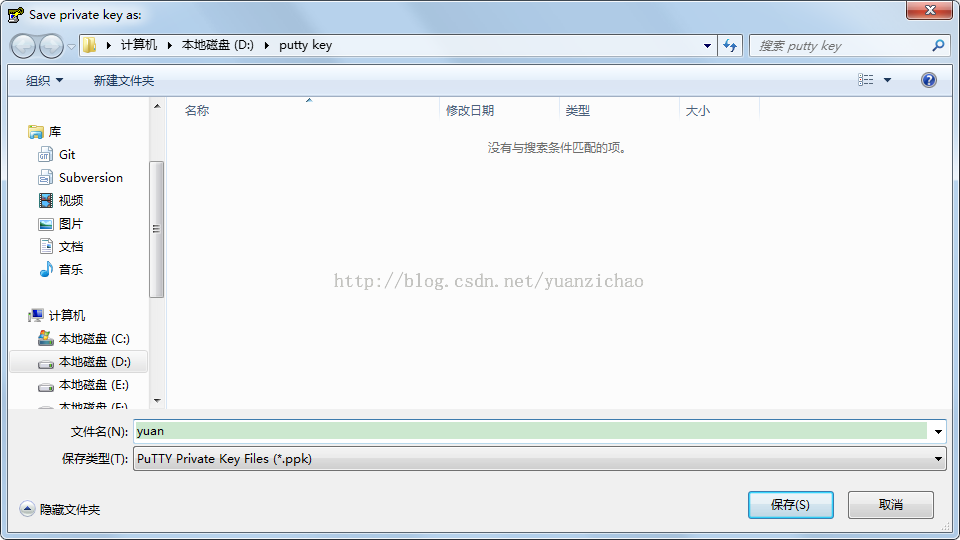 Save private key as:
计算机 本地磁盘 (D:) putty key
搜索 putty key
组织 新建文件夹
名称 修改日期 类型 大小
没有与搜索条件匹配的项。
库
Git
Subversion
视频
图片
文档
音乐
计算机
本地磁盘 (C:)
本地磁盘 (D:)
本地磁盘 (E:)
本地磁盘 (F:)
http://blog.csdn.net/yuanzichao
文件名(N): yuan
保存类型(T): PuTTY Private Key Files (*.ppk)
隐藏文件夹
保存(S) 取消